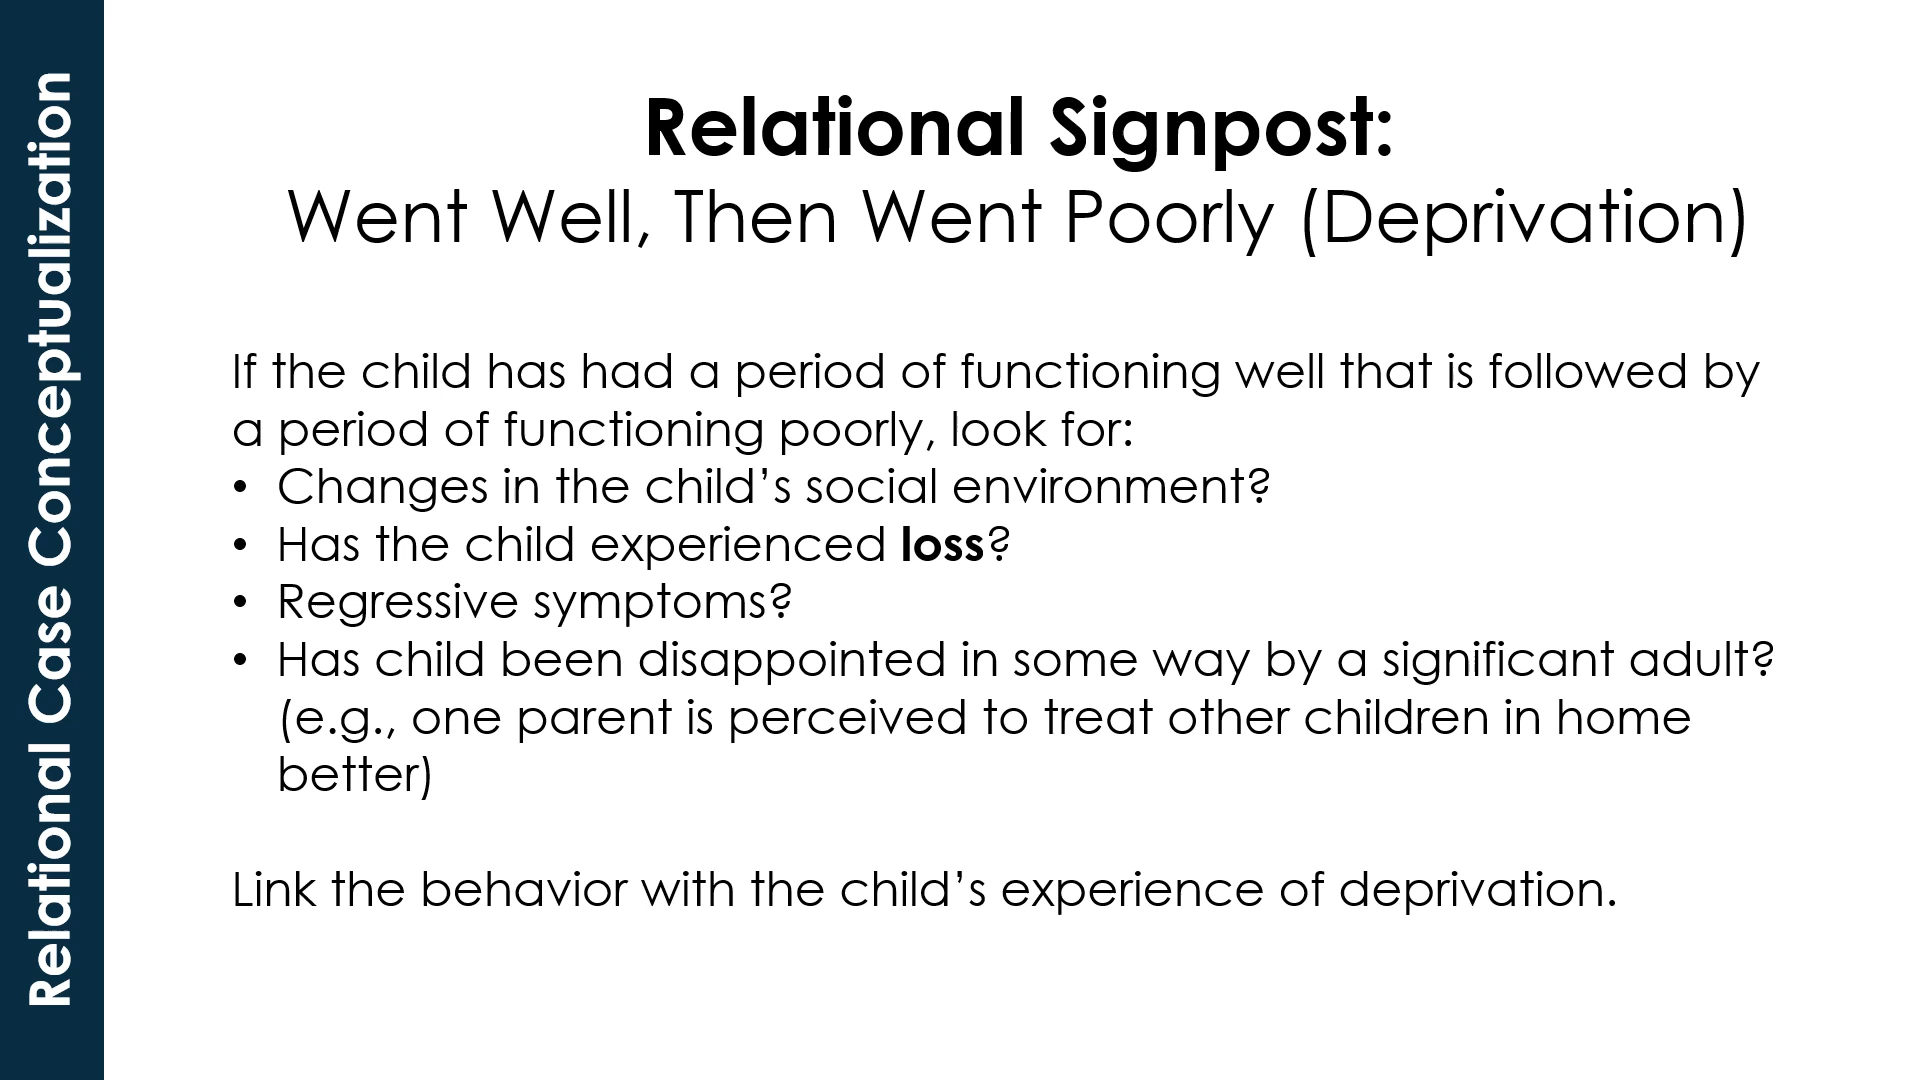 Relational Case Conceptualization
Relational Signpost:
Went Well, Then Went Poorly (Deprivation)
If the child has had a period of functioning well that is followed by
a period of functioning poorly, look for:
• Changes in the child’s social environment?
• Has the child experienced loss?
• Regressive symptoms?
• Has child been disappointed in some way by a significant adult?
(e.g., one parent is perceived to treat other children in home
better)
Link the behavior with the child’s experience of deprivation.